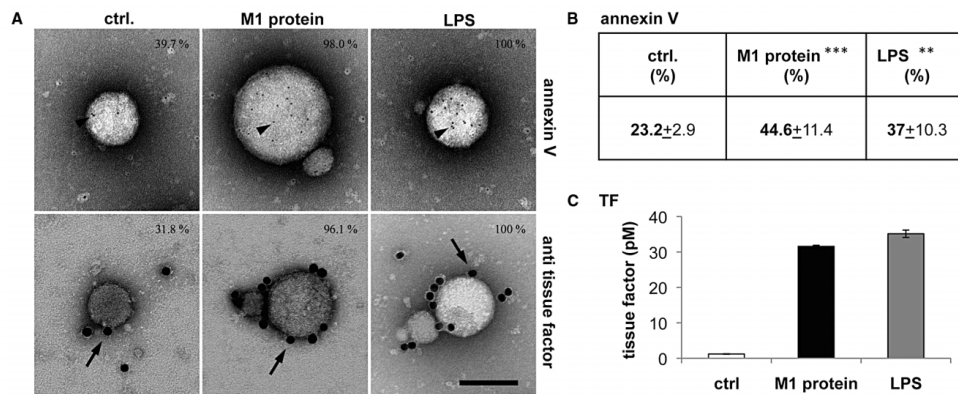 A
ctrl.
M1 protein
LPS
39.7 %
98.0 %
100 %
annexin V
31.8 %
96.1 %
100 %
anti tissue factor
B annexin V
ctrl. M1 protein *** LPS **
(%) (%) (%)
23.2±2.9 44.6±11.4 37±10.3
C TF
tissue factor (pM)
40
30
20
10
0
ctrl M1 protein LPS